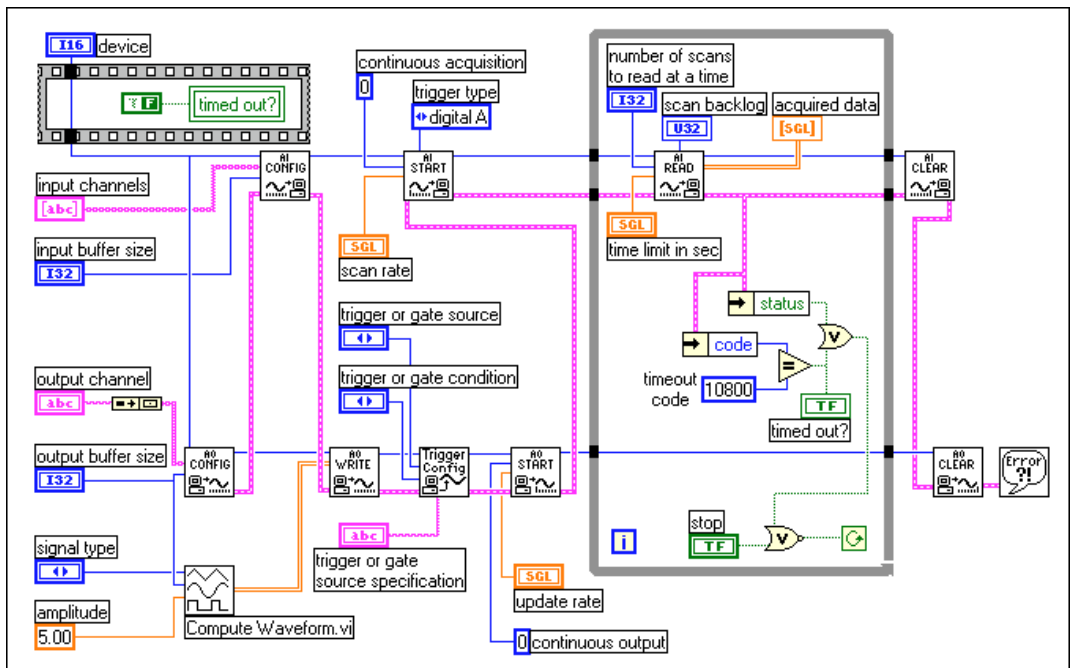 I16 device
F timed out?
input channels
[abc]
input buffer size
I32
AI
CONFIG
continuous acquisition
0
trigger type
digital A
AI
START
SGL
scan rate
number of scans
to read at a time
I32
scan backlog
U32
acquired data
[SGL]
AI
READ
SGL
time limit in sec
AI
CLEAR
status
V
code
=
timeout
code
10800
TF
timed out?
trigger or gate source
trigger or gate condition
output channel
abc
output buffer size
I32
AO
CONFIG
AO
WRITE
Trigger
Config
AO
START
AO
CLEAR
Error
?!
abc
trigger or gate
source specification
stop
TF
V
i
signal type
amplitude
5.00
Compute Waveform.vi
SGL
update rate
0 continuous output